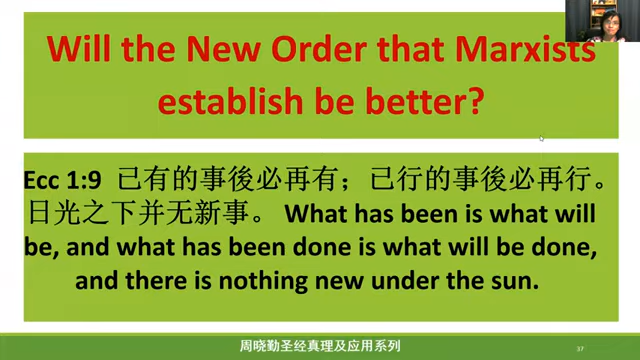 Will the New Order that Marxists
establish be better?
Ecc 1:9 已有的事後必再有；已行的事後必再行。
日光之下并无新事。 What has been is what will
be, and what has been done is what will be done,
and there is nothing new under the sun.
周晓勤圣经真理及应用系列
37